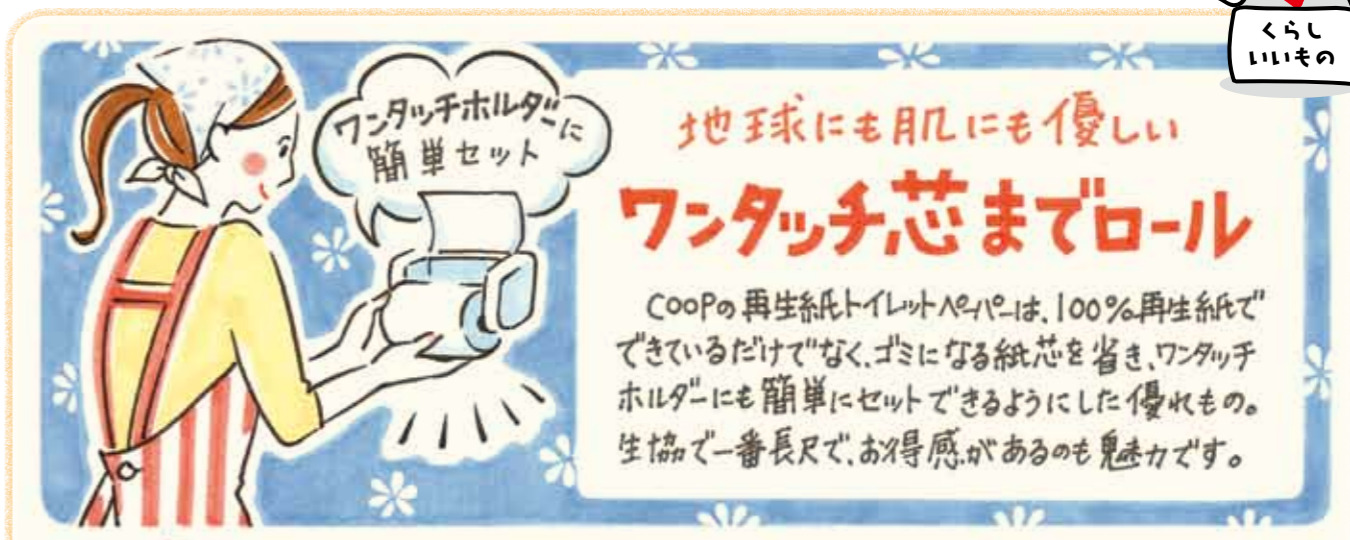 くらし
いいもの
ワンタッチホルダーに
簡単セット
地球にも肌にも優しい
ワンタッチ芯までロール
COOPの再生紙トイレットペーパーは、100%再生紙で
できているだけでなく、ゴミになる紙芯を省き、ワンタッチ
ホルダーにも簡単にセットできるようにした優れもの。
生協で一番長尺で、お得感があるのも魅力です。